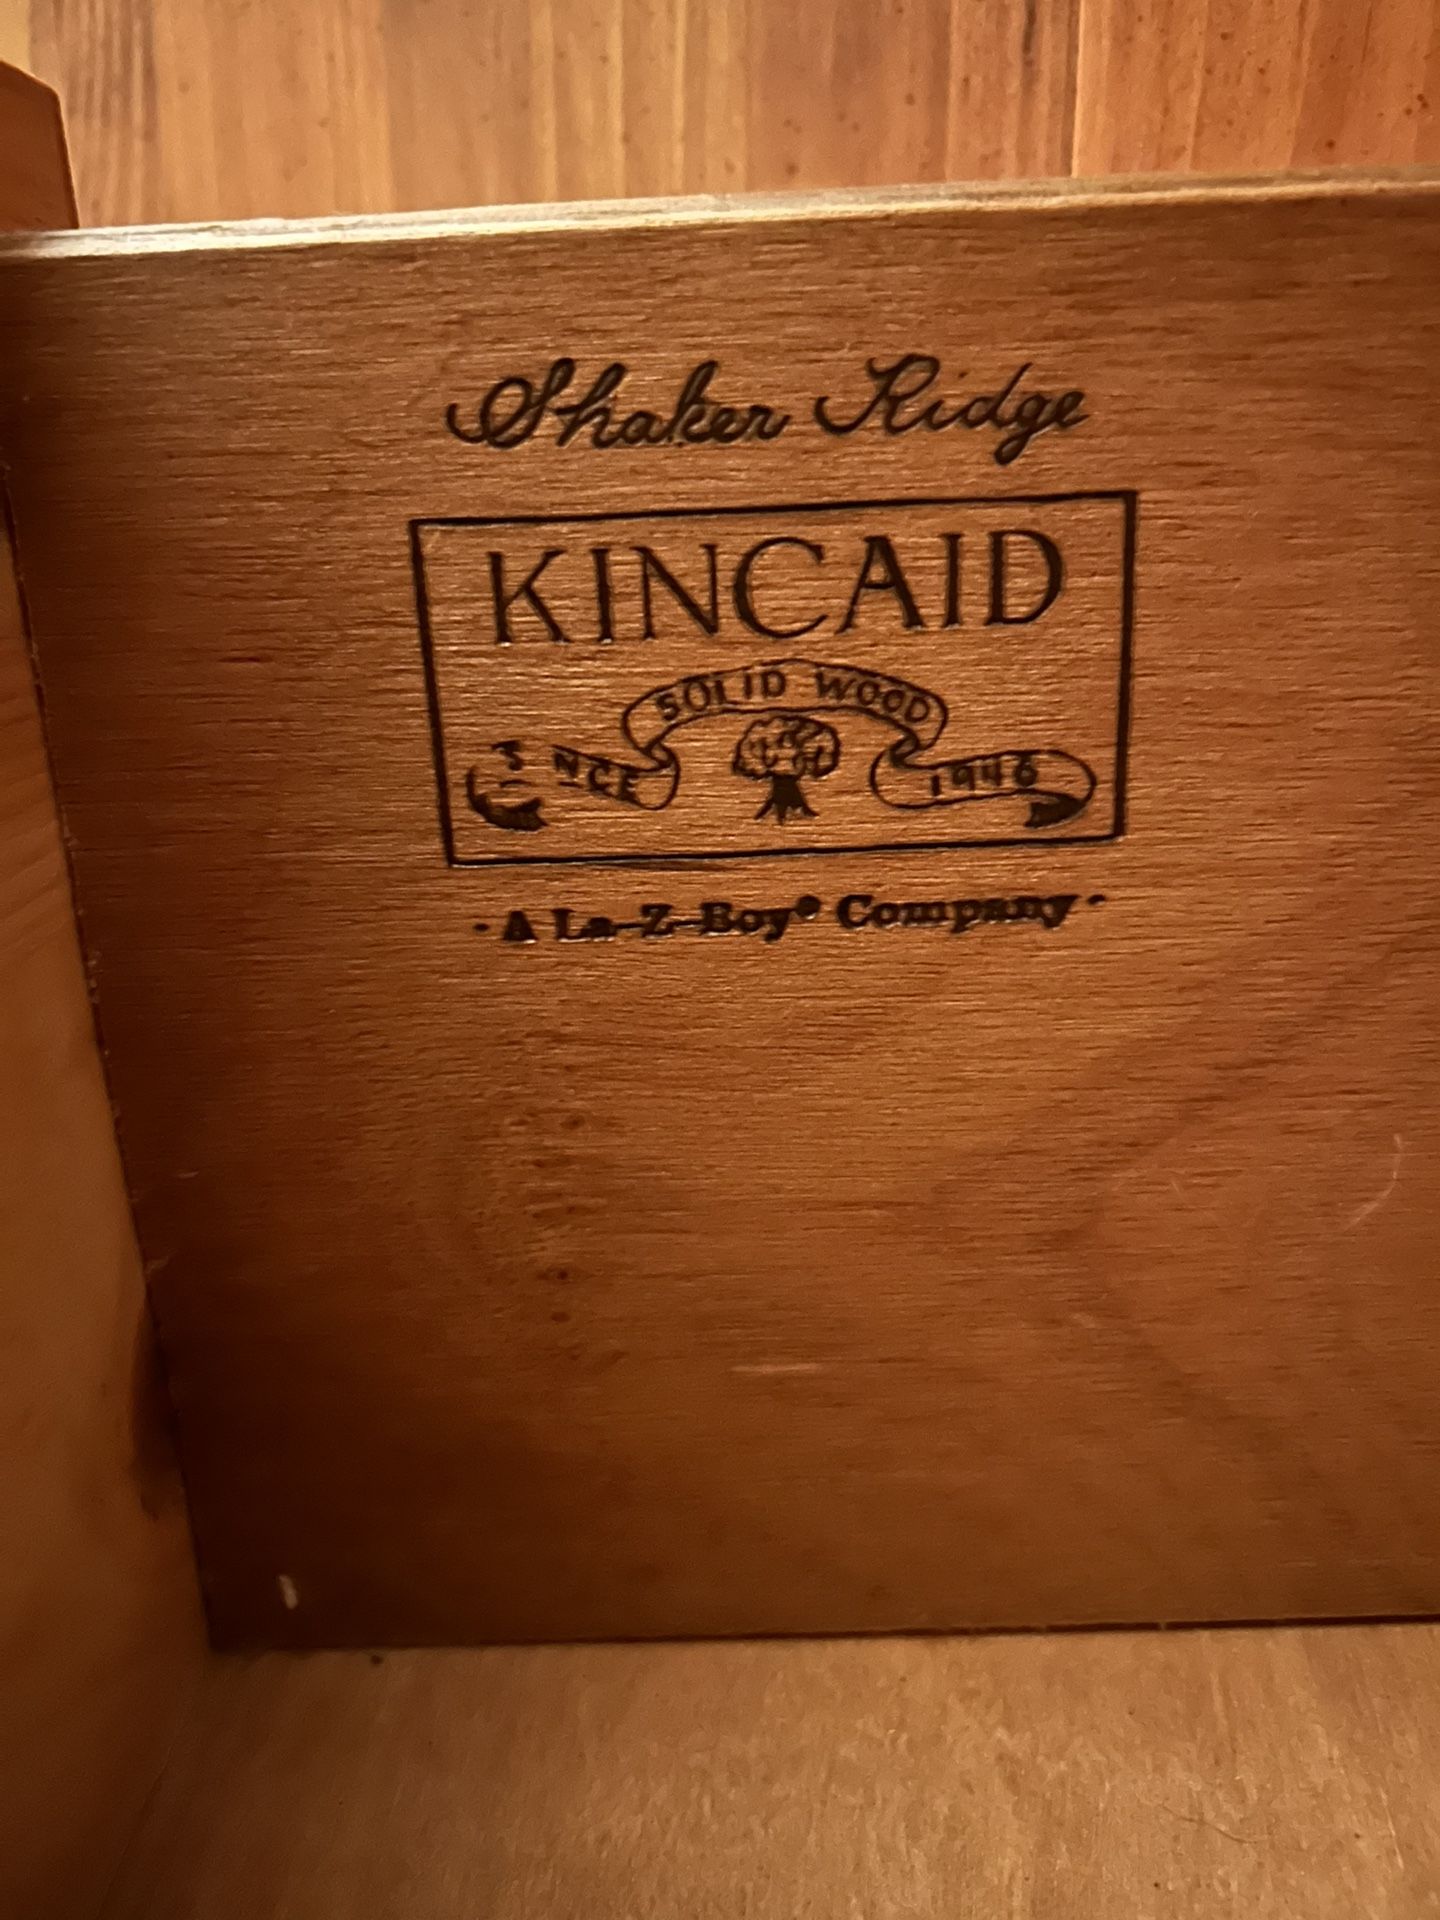 Shaker Ridge
KINCAID
SOLID WOOD
SINCE 1946
- A La-Z-Boy® Company -